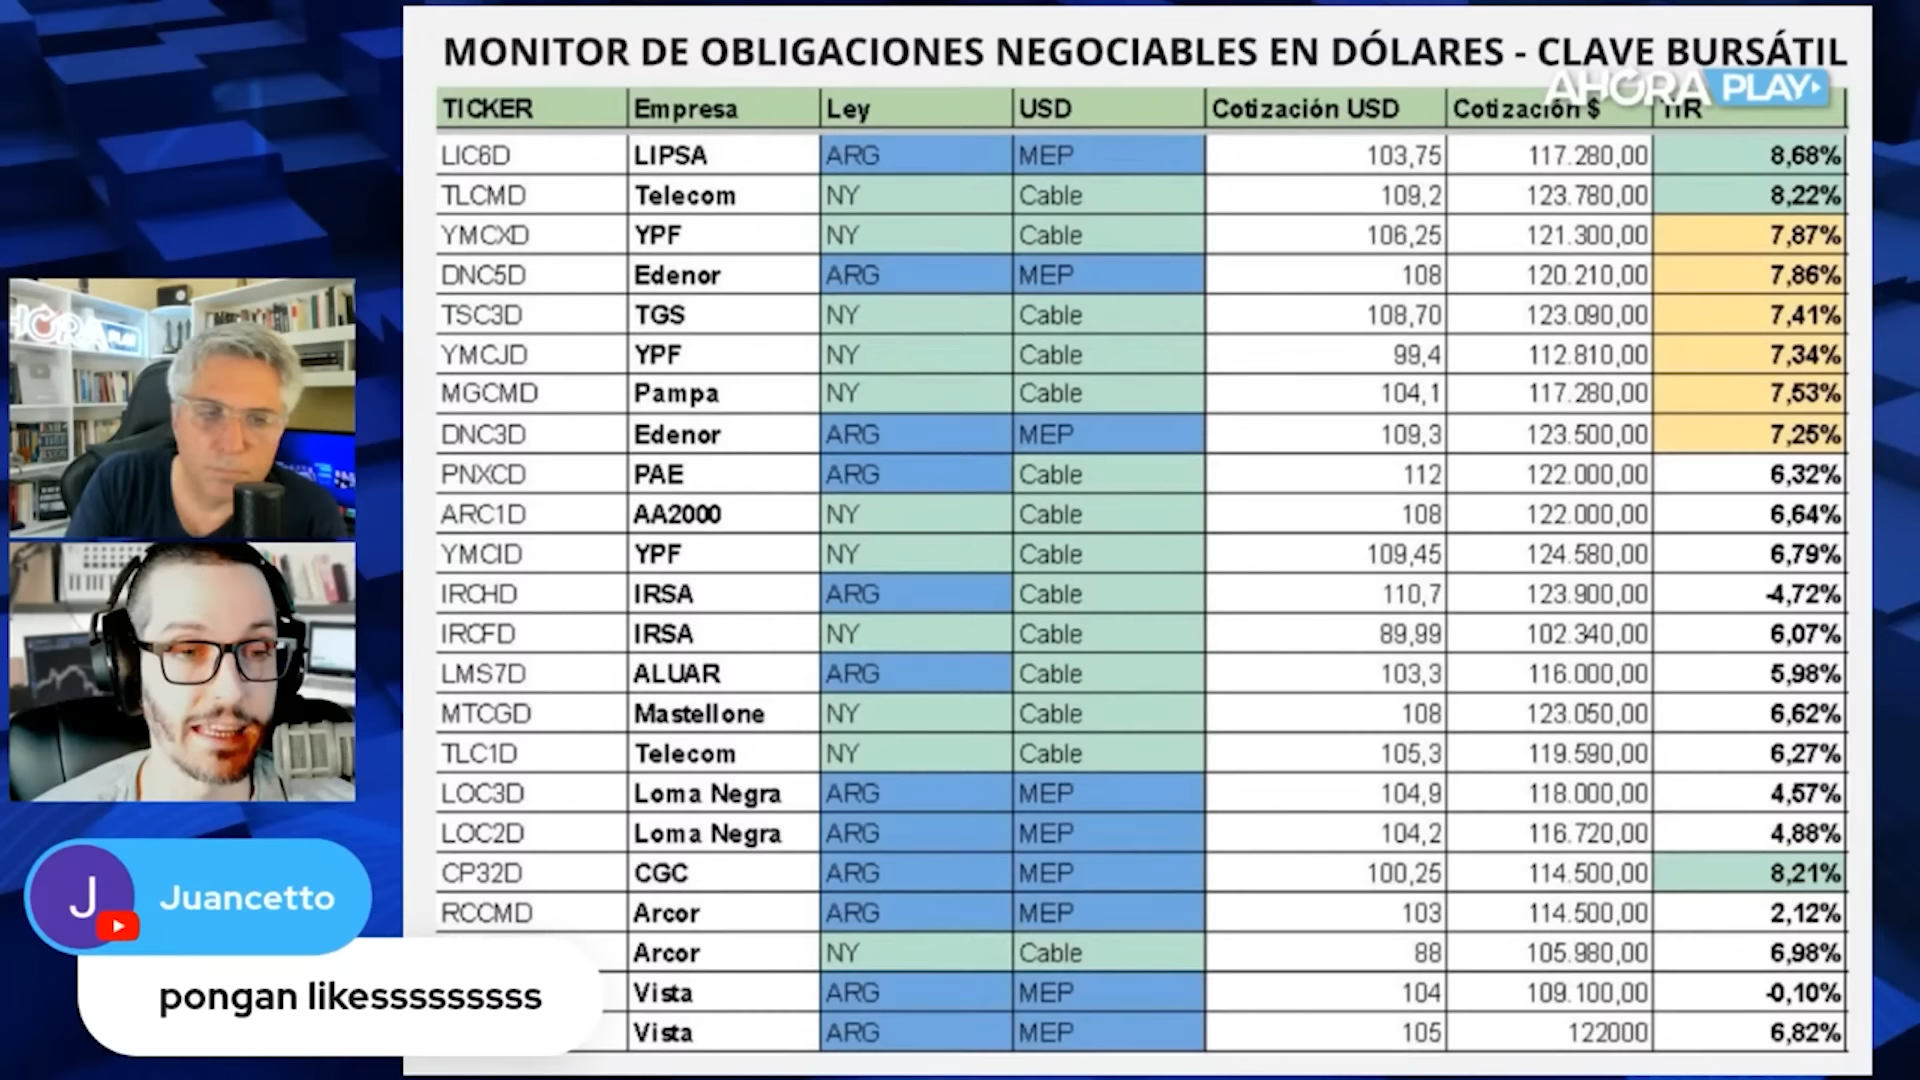 MONITOR DE OBLIGACIONES NEGOCIABLES EN DÓLARES - CLAVE BURSÁTIL
AHORA PLAY
TICKER Empresa Ley USD Cotización USD Cotización $ TIR
LIC6D LIPSA ARG MEP 103,75 117.280,00 8,68%
TLCMD Telecom NY Cable 109,2 123.780,00 8,22%
YMCXD YPF NY Cable 106,25 121.300,00 7,87%
DNC5D Edenor ARG MEP 108 120.210,00 7,86%
TSC3D TGS NY Cable 108,70 123.090,00 7,41%
YMCJD YPF NY Cable 99,4 112.810,00 7,34%
MGCMD Pampa NY Cable 104,1 117.280,00 7,53%
DNC3D Edenor ARG MEP 109,3 123.500,00 7,25%
PNXCD PAE ARG Cable 112 122.000,00 6,32%
ARC1D AA2000 NY Cable 108 122.000,00 6,64%
YMCID YPF NY Cable 109,45 124.580,00 6,79%
IRCHD IRSA ARG Cable 110,7 123.900,00 -4,72%
IRCFD IRSA NY Cable 89,99 102.340,00 6,07%
LMS7D ALUAR ARG Cable 103,3 116.000,00 5,98%
MTCGD Mastellone NY Cable 108 123.050,00 6,62%
TLC1D Telecom NY Cable 105,3 119.590,00 6,27%
LOC3D Loma Negra ARG MEP 104,9 118.000,00 4,57%
LOC2D Loma Negra ARG MEP 104,2 116.720,00 4,88%
CP32D CGC ARG MEP 100,25 114.500,00 8,21%
RCCMD Arcor ARG MEP 103 114.500,00 2,12%
Arcor NY Cable 88 105.980,00 6,98%
Vista ARG MEP 104 109.100,00 -0,10%
Vista ARG MEP 105 122000 6,82%
J Juancetto
pongan likesssssssss